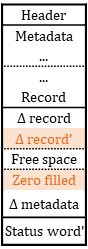 Header
Metadata
...
...
Record
Δ record
Δ record'
Free space
Zero filled
Δ metadata
Status word'